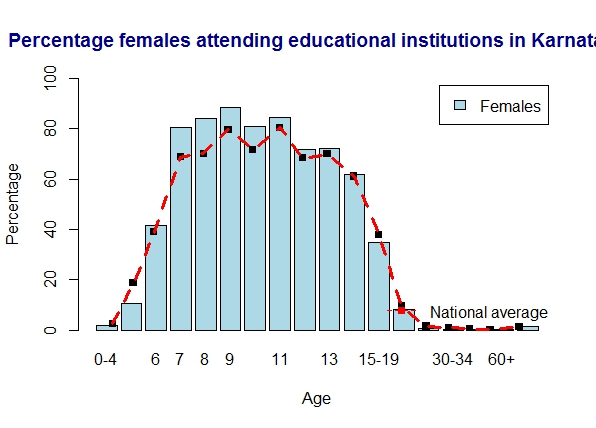 Percentage females attending educational institutions in Karnata
Females
Percentage
100
80
60
40
20
0
National average
0-4 6 7 8 9 11 13 15-19 30-34 60+
Age